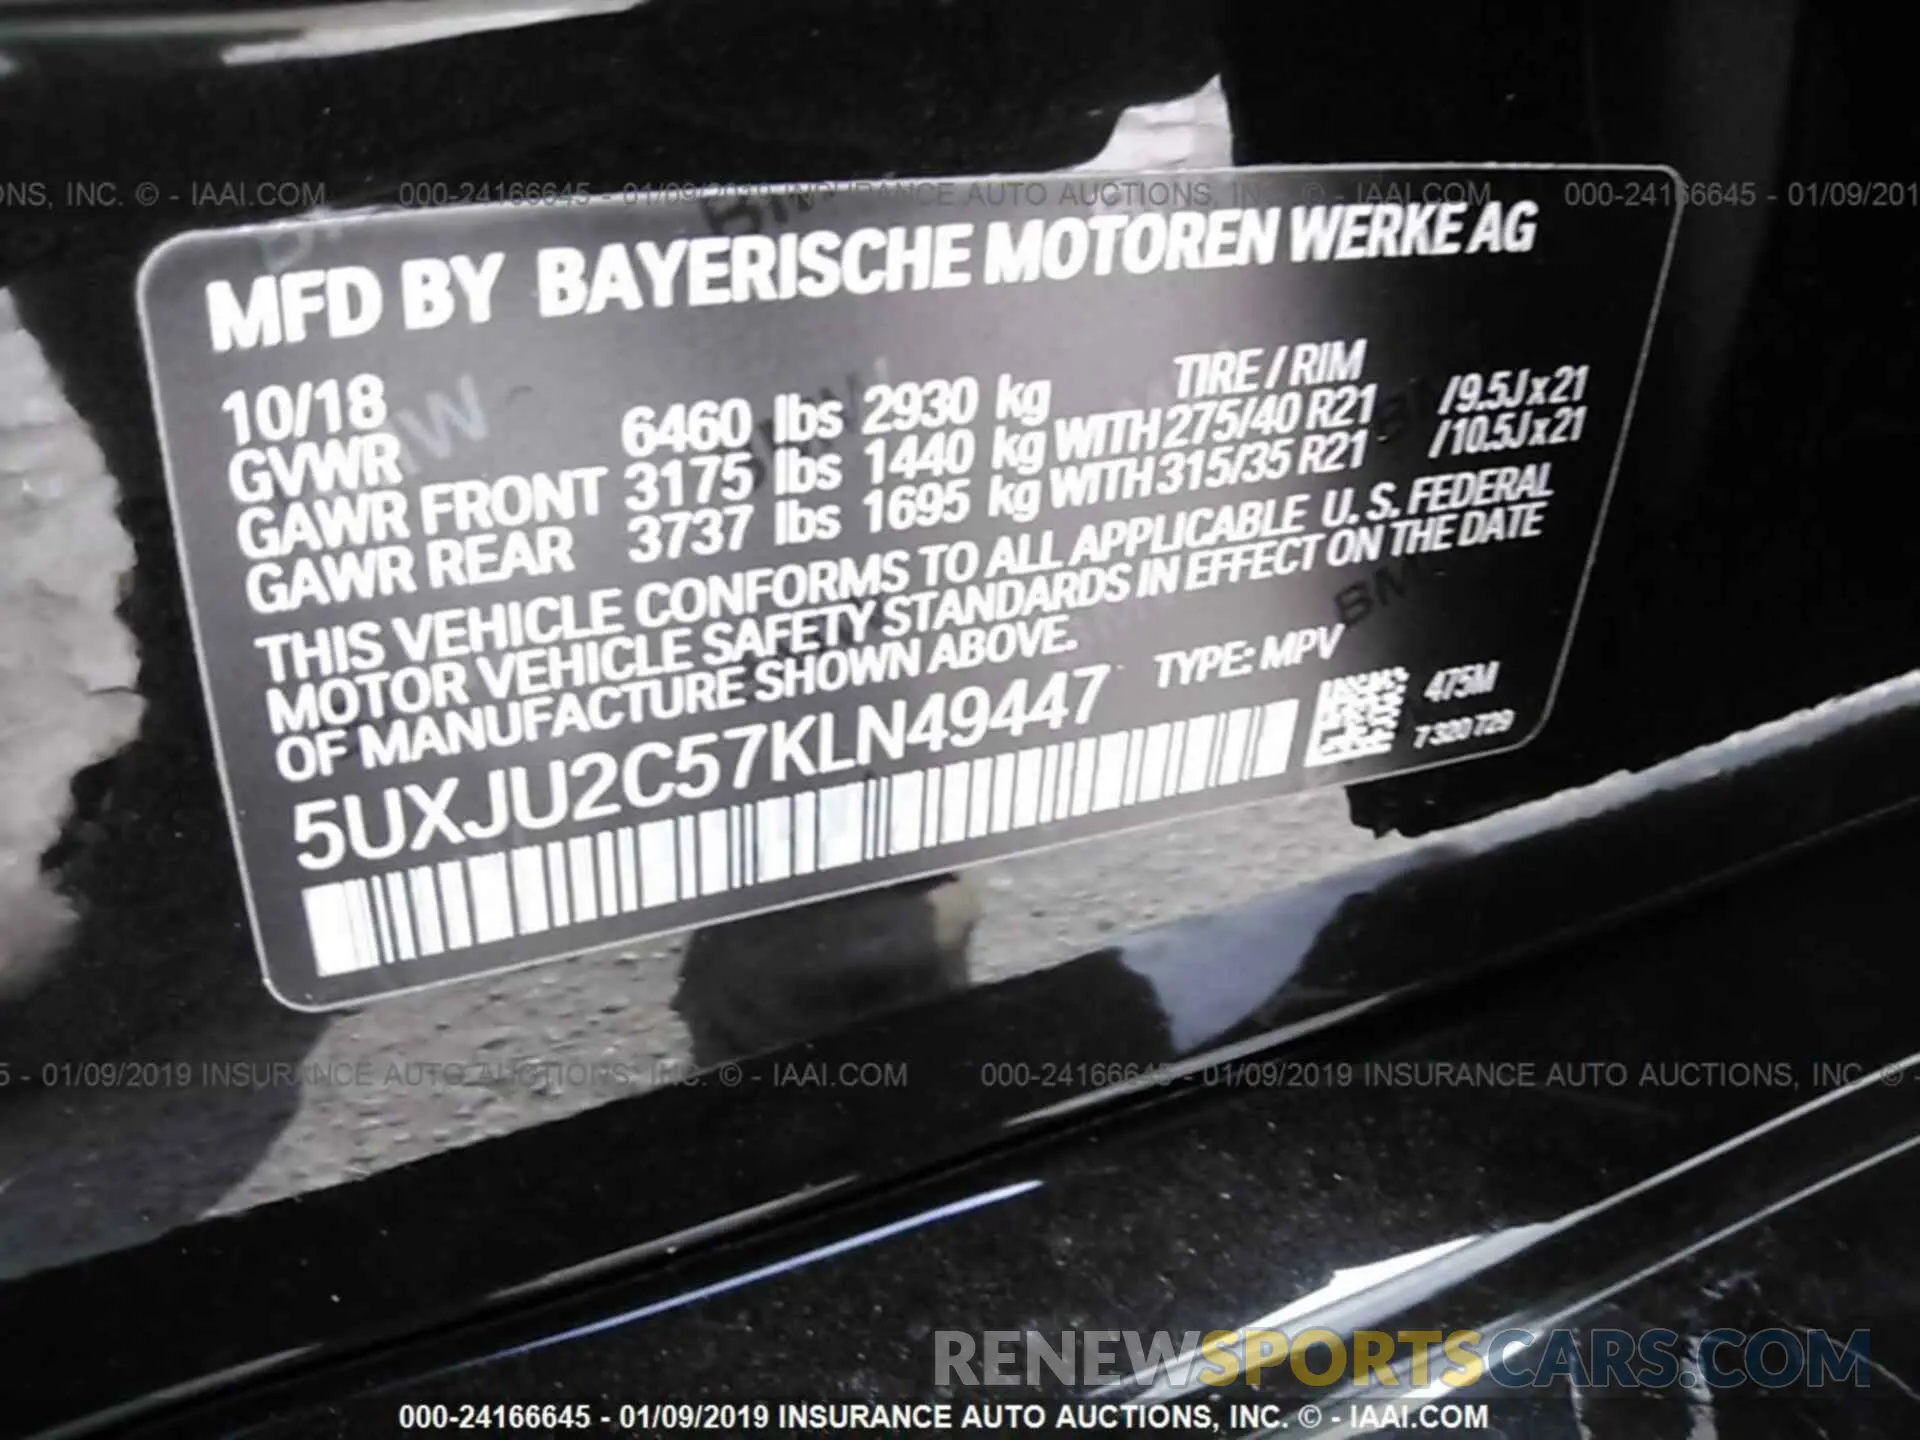 ONS, INC. © - IAAI.COM 000-24166645 - 01/09/2019 INSURANCE AUTO AUCTIONS, INC. © - IAAI.COM 000-24166645 - 01/09/201
MFD BY BAYERISCHE MOTOREN WERKE AG
10/18 TIRE / RIM
GVWR 6460 lbs 2930 kg
GAWR FRONT 3175 lbs 1440 kg WITH 275/40 R21 /9.5Jx21
GAWR REAR 3737 lbs 1695 kg WITH 315/35 R21 /10.5Jx21
THIS VEHICLE CONFORMS TO ALL APPLICABLE U. S. FEDERAL
MOTOR VEHICLE SAFETY STANDARDS IN EFFECT ON THE DATE
OF MANUFACTURE SHOWN ABOVE.
5UXJU2C57KLN49447 TYPE: MPV
475M
7 380 729
5 - 01/09/2019 INSURANCE AUTO AUCTIONS, INC. © - IAAI.COM 000-24166645 - 01/09/2019 INSURANCE AUTO AUCTIONS, INC. © -
RENEWSPORTSCARS.COM
000-24166645 - 01/09/2019 INSURANCE AUTO AUCTIONS, INC. © - IAAI.COM